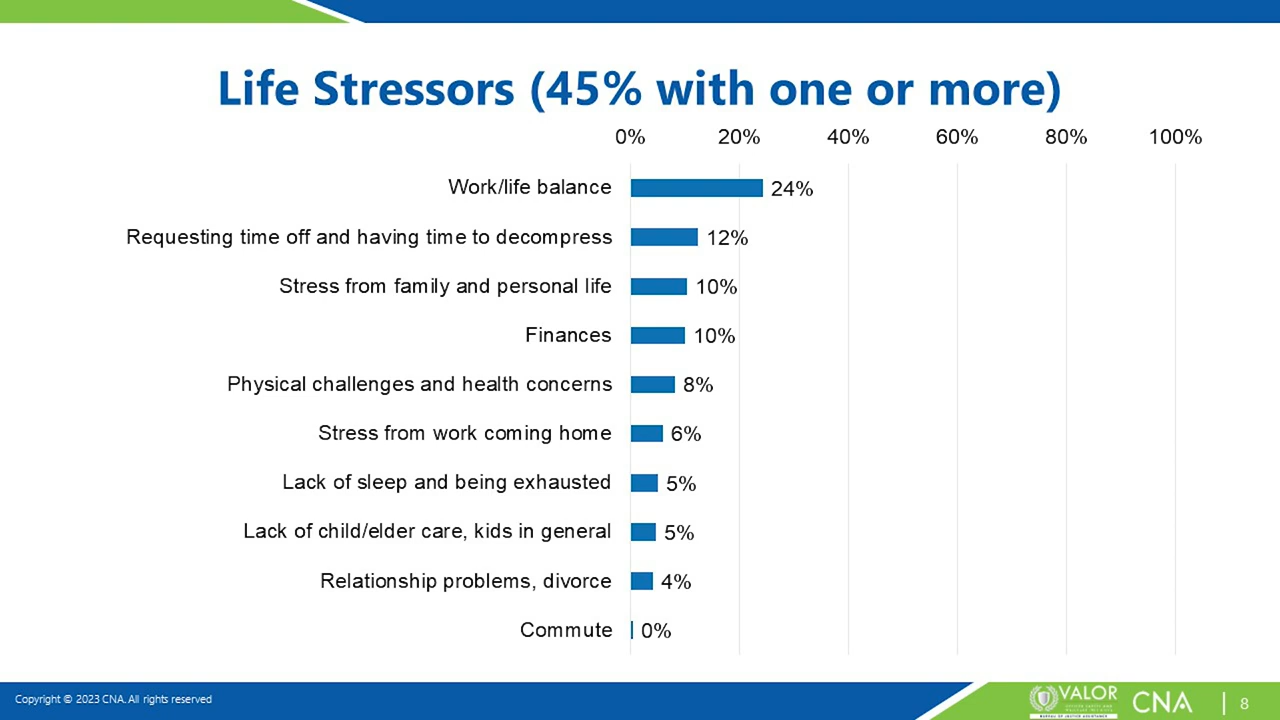 Life Stressors (45% with one or more)
0% 20% 40% 60% 80% 100%
Work/life balance 24%
Requesting time off and having time to decompress 12%
Stress from family and personal life 10%
Finances 10%
Physical challenges and health concerns 8%
Stress from work coming home 6%
Lack of sleep and being exhausted 5%
Lack of child/elder care, kids in general 5%
Relationship problems, divorce 4%
Commute 0%
Copyright © 2023 CNA. All rights reserved
VALOR
BUREAU OF JUSTICE ASSISTANCE
CNA
8